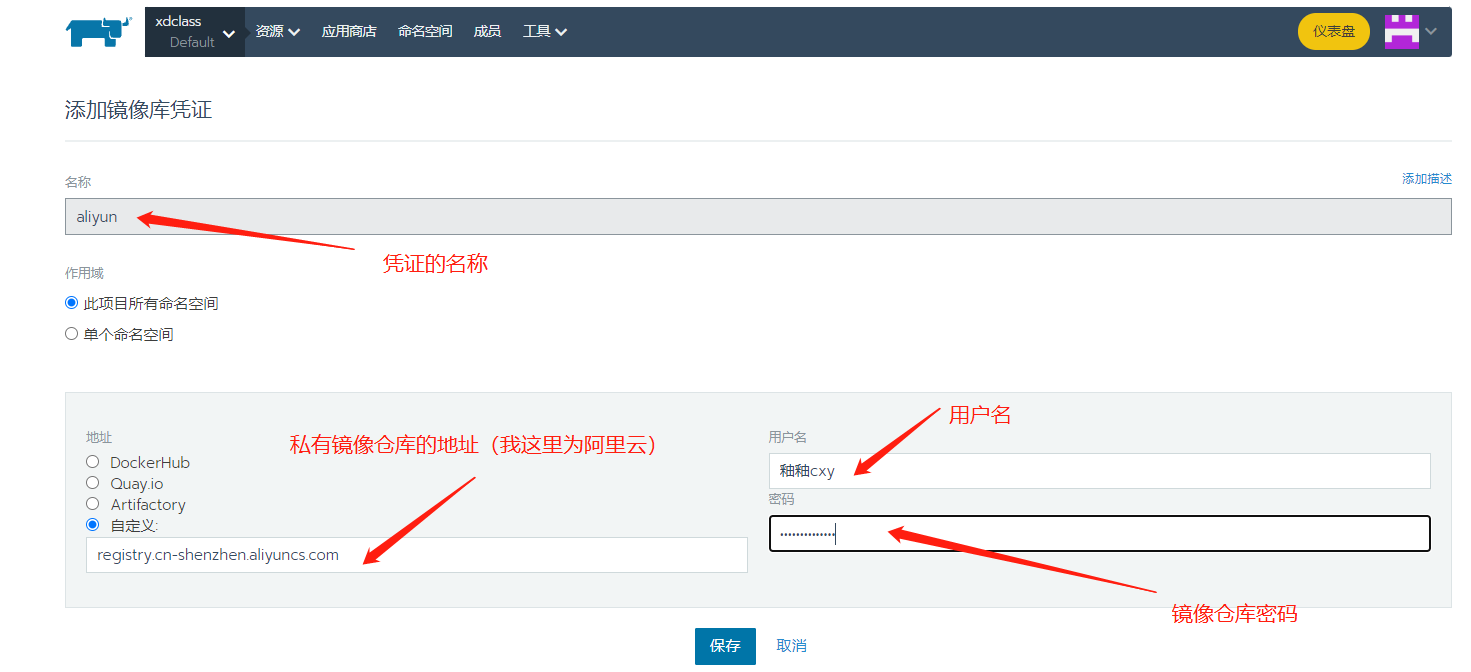 xdclass
Default
资源
应用商店
命名空间
成员
工具
仪表盘
添加镜像库凭证
名称
添加描述
aliyun
凭证的名称
作用域
此项目所有命名空间
单个命名空间
地址
私有镜像仓库的地址（我这里为阿里云）
DockerHub
Quay.io
Artifactory
自定义:
registry.cn-shenzhen.aliyuncs.com
用户名
用户名
秞秞cxy
密码
··············
镜像仓库密码
保存
取消